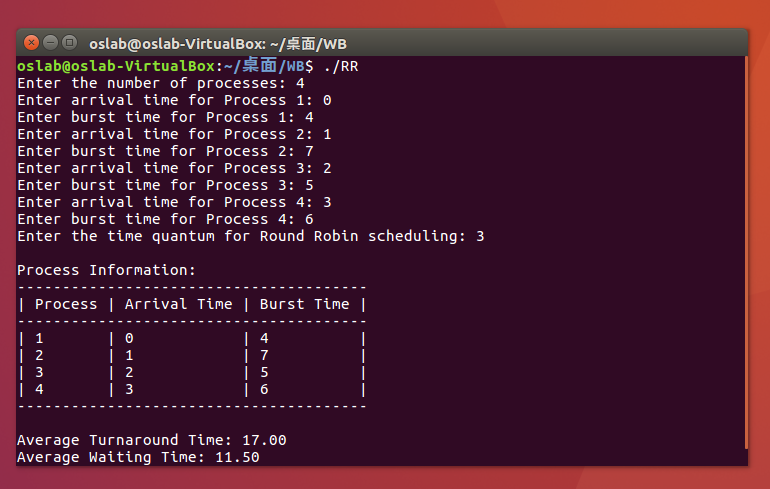 oslab@oslab-VirtualBox: ~/桌面/WB
oslab@oslab-VirtualBox:~/桌面/WB$ ./RR
Enter the number of processes: 4
Enter arrival time for Process 1: 0
Enter burst time for Process 1: 4
Enter arrival time for Process 2: 1
Enter burst time for Process 2: 7
Enter arrival time for Process 3: 2
Enter burst time for Process 3: 5
Enter arrival time for Process 4: 3
Enter burst time for Process 4: 6
Enter the time quantum for Round Robin scheduling: 3

Process Information:
---------------------------------------
| Process | Arrival Time | Burst Time |
---------------------------------------
| 1       | 0            | 4          |
| 2       | 1            | 7          |
| 3       | 2            | 5          |
| 4       | 3            | 6          |
---------------------------------------

Average Turnaround Time: 17.00
Average Waiting Time: 11.50